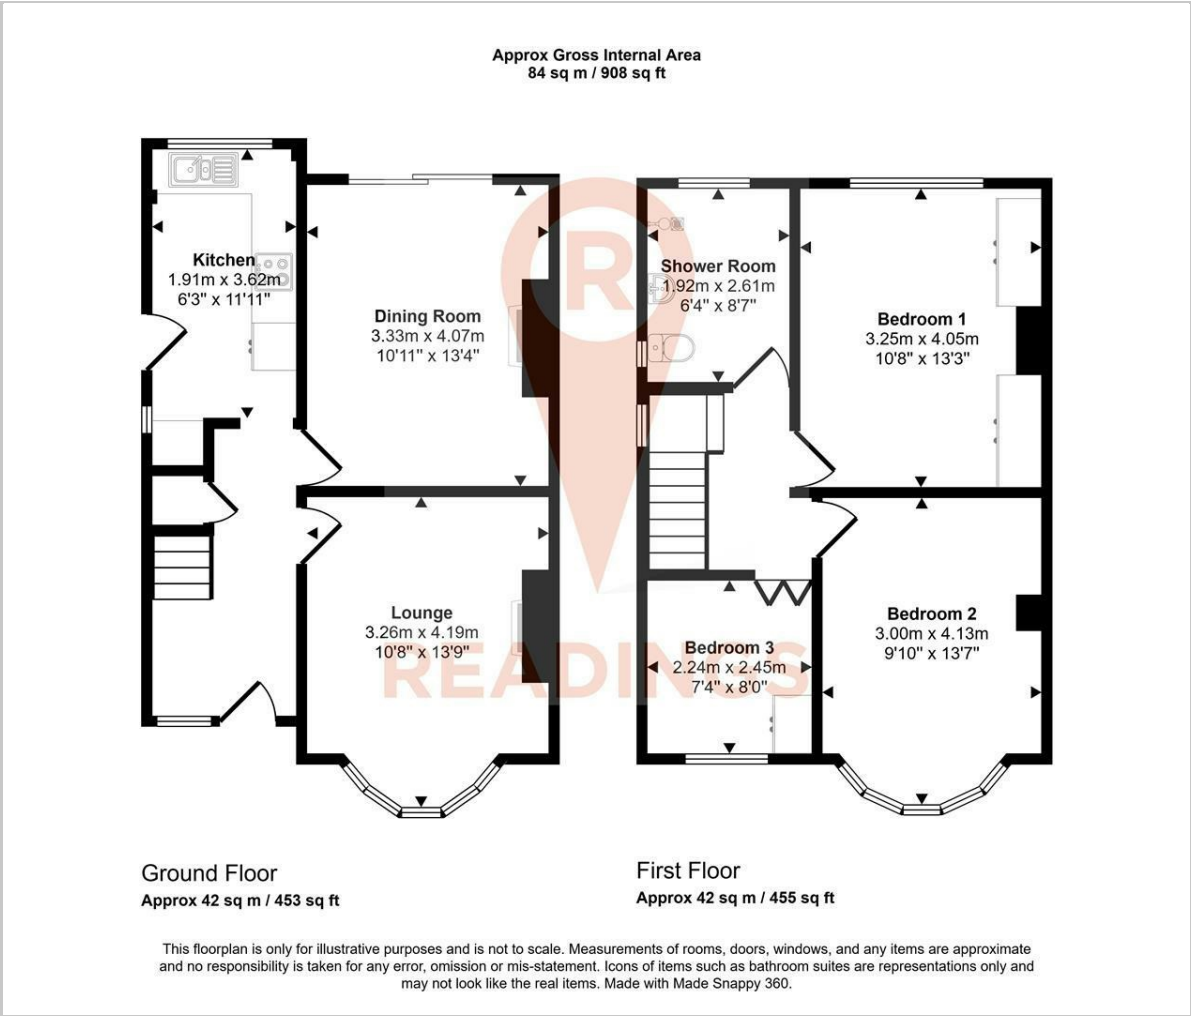 Approx Gross Internal Area
84 sq m / 908 sq ft
Kitchen
1.91m x 3.62m
6'3" x 11'11"
Dining Room
3.33m x 4.07m
10'11" x 13'4"
Lounge
3.26m x 4.19m
10'8" x 13'9"
Shower Room
1.92m x 2.61m
6'4" x 8'7"
Bedroom 1
3.25m x 4.05m
10'8" x 13'3"
Bedroom 2
3.00m x 4.13m
9'10" x 13'7"
Bedroom 3
2.24m x 2.45m
7'4" x 8'0"
R
READINGS
Ground Floor
Approx 42 sq m / 453 sq ft
First Floor
Approx 42 sq m / 455 sq ft
This floorplan is only for illustrative purposes and is not to scale. Measurements of rooms, doors, windows, and any items are approximate
and no responsibility is taken for any error, omission or mis-statement. Icons of items such as bathroom suites are representations only and
may not look like the real items. Made with Made Snappy 360.